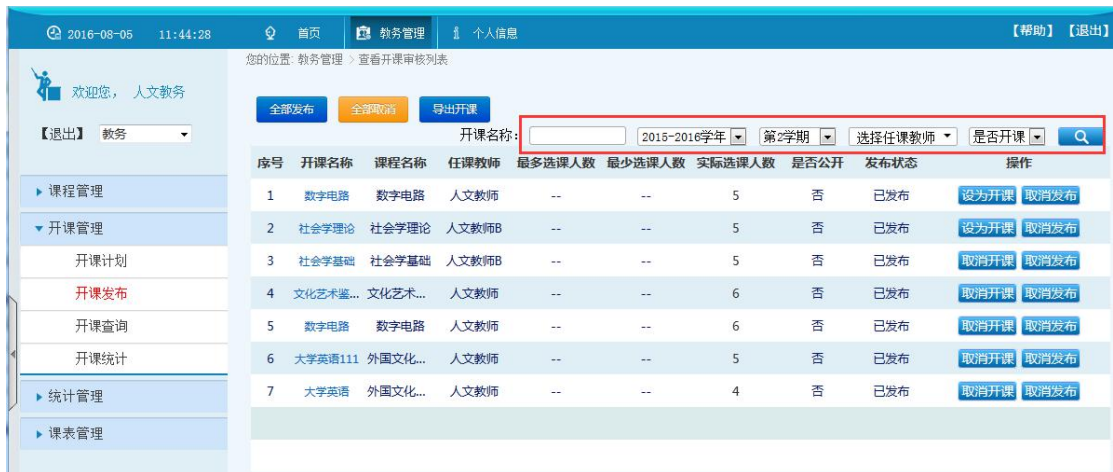 2016-08-05 11:44:28 首页 教务管理 个人信息 【帮助】 【退出】
您的位置: 教务管理 > 查看开课审核列表
欢迎您， 人文教务
【退出】 教务
全部发布 全部取消 导出开课
开课名称: 2015-2016学年 第2学期 选择任课教师 是否开课
序号 开课名称 课程名称 任课教师 最多选课人数 最少选课人数 实际选课人数 是否公开 发布状态 操作
1 数字电路 数字电路 人文教师 -- -- 5 否 已发布 设为开课 取消发布
2 社会学理论 社会学理论 人文教师B -- -- 5 否 已发布 设为开课 取消发布
3 社会学基础 社会学基础 人文教师B -- -- 5 否 已发布 取消开课 取消发布
4 文化艺术鉴... 文化艺术... 人文教师 -- -- 6 否 已发布 取消开课 取消发布
5 数字电路 数字电路 人文教师 -- -- 6 否 已发布 取消开课 取消发布
6 大学英语111 外国文化... 人文教师 -- -- 5 否 已发布 取消开课 取消发布
7 大学英语 外国文化... 人文教师 -- -- 4 否 已发布 取消开课 取消发布
课程管理
开课管理
开课计划
开课发布
开课查询
开课统计
统计管理
课表管理